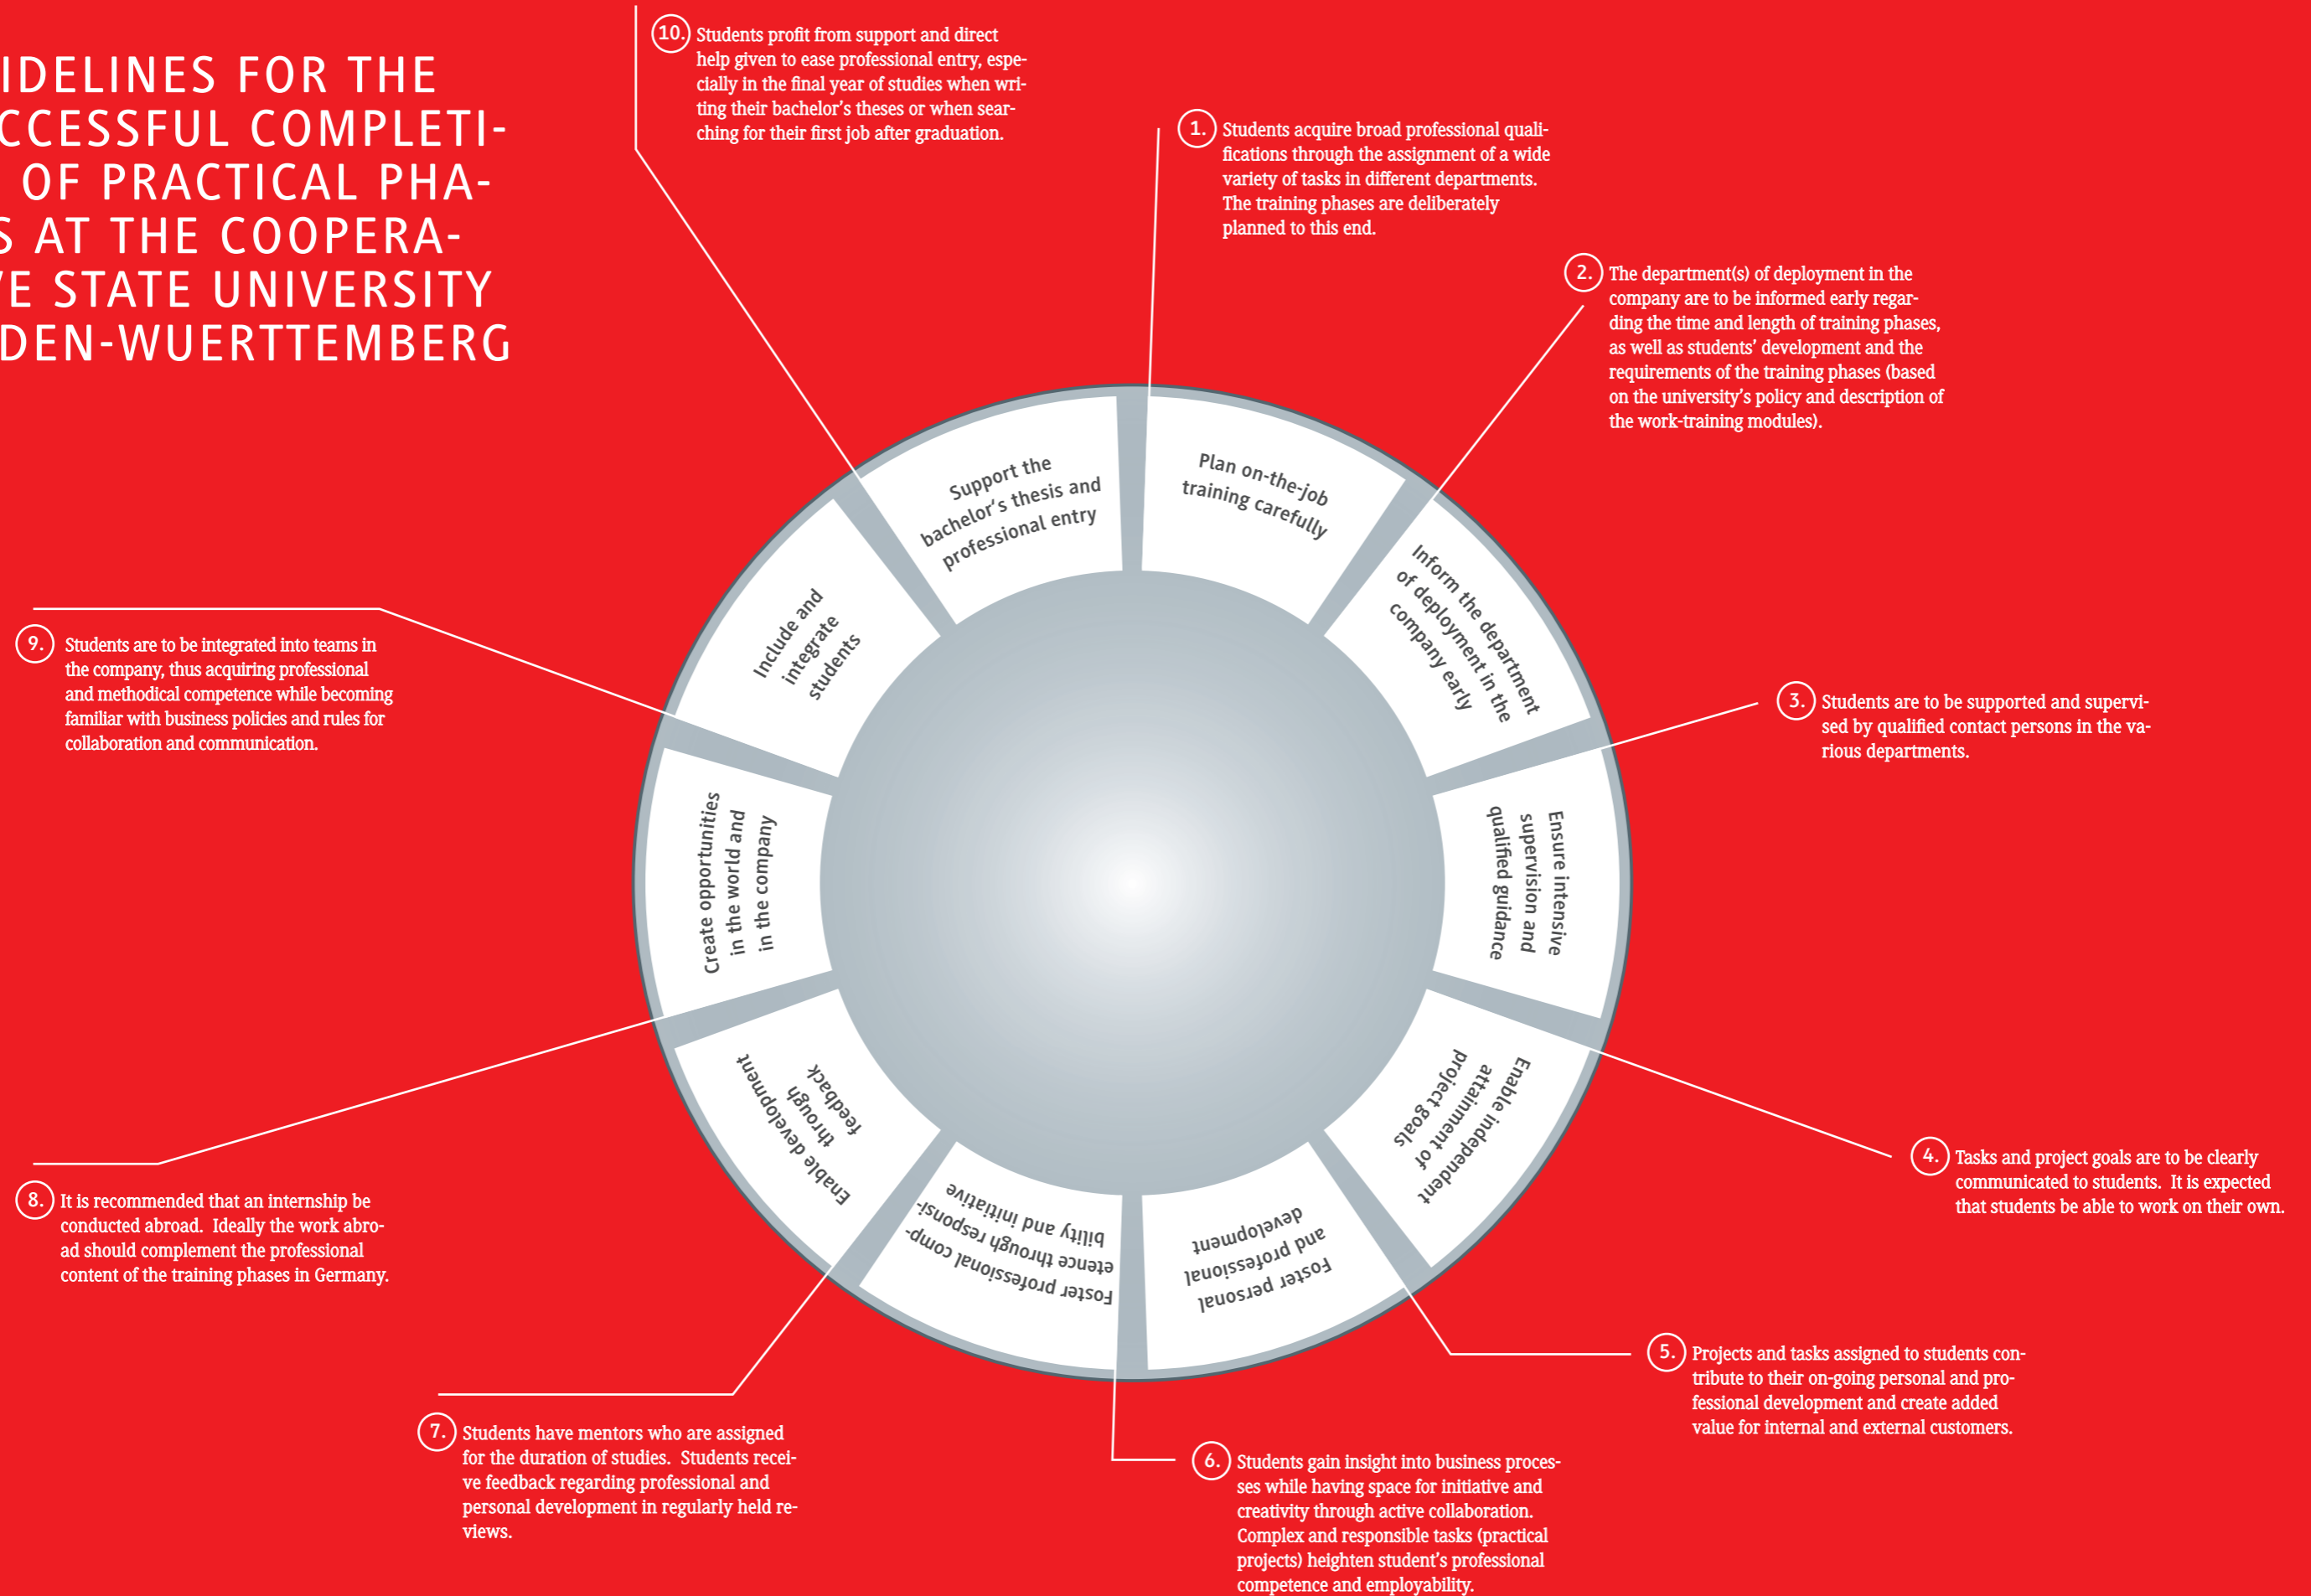 IDELINES FOR THE
CCESSFUL COMPLETI-
OF PRACTICAL PHA-
S AT THE COOPERA-
VE STATE UNIVERSITY
DEN-WUERTTEMBERG
10. Students profit from support and direct
help given to ease professional entry, espe-
cially in the final year of studies when wri-
ting their bachelor's theses or when sear-
ching for their first job after graduation.
1. Students acquire broad professional quali-
fications through the assignment of a wide
variety of tasks in different departments.
The training phases are deliberately
planned to this end.
2. The department(s) of deployment in the
company are to be informed early regar-
ding the time and length of training phases,
as well as students' development and the
requirements of the training phases (based
on the university's policy and description of
the work-training modules).
3. Students are to be supported and supervi-
sed by qualified contact persons in the va-
rious departments.
4. Tasks and project goals are to be clearly
communicated to students. It is expected
that students be able to work on their own.
5. Projects and tasks assigned to students con-
tribute to their on-going personal and pro-
fessional development and create added
value for internal and external customers.
6. Students gain insight into business proces-
ses while having space for initiative and
creativity through active collaboration.
Complex and responsible tasks (practical
projects) heighten student's professional
competence and employability.
7. Students have mentors who are assigned
for the duration of studies. Students recei-
ve feedback regarding professional and
personal development in regularly held re-
views.
8. It is recommended that an internship be
conducted abroad. Ideally the work abro-
ad should complement the professional
content of the training phases in Germany.
9. Students are to be integrated into teams in
the company, thus acquiring professional
and methodical competence while becoming
familiar with business policies and rules for
collaboration and communication.
Plan on-the-job
training carefully
Inform the department
of deployment in the
company early
Ensure intensive
supervision and
qualified guidance
Enable independent
attainment of
project goals
Foster personal
and professional
development
Foster professional comp-
etence through responsi-
bility and initiative
Enable development
through
feedback
Create opportunities
in the world and
in the company
Include and
integrate
students
Support the
bachelor's thesis and
professional entry